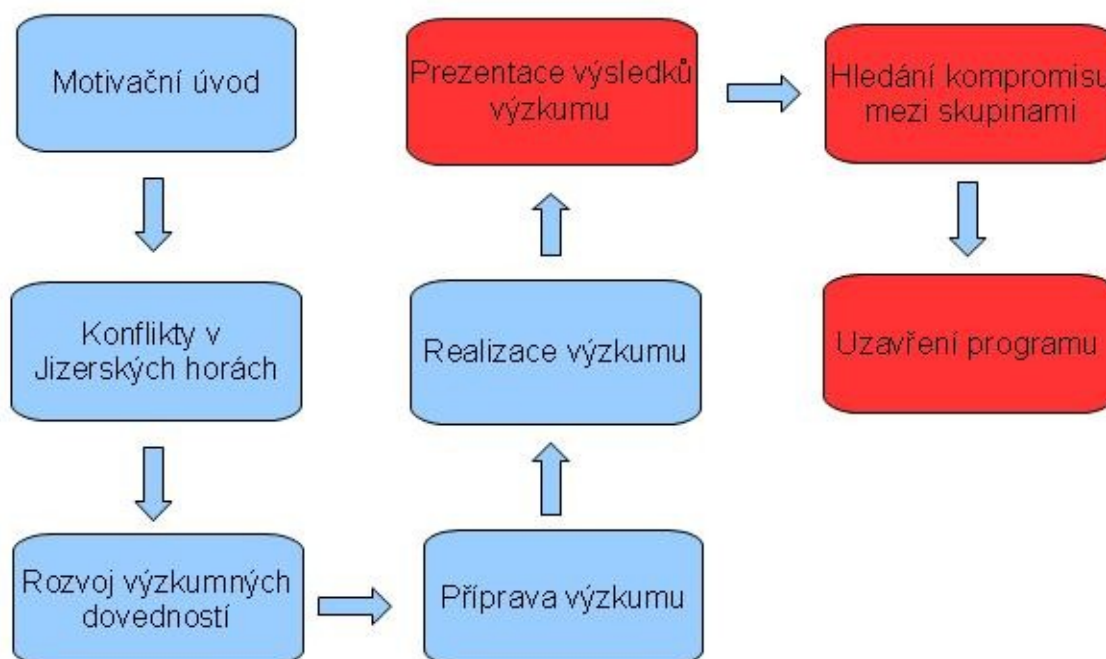 Motivační úvod
Konflikty v
Jizerských horách
Rozvoj výzkumných
dovedností
Příprava výzkumu
Realizace výzkumu
Prezentace výsledků
výzkumu
Hledání kompromisu
mezi skupinami
Uzavření programu